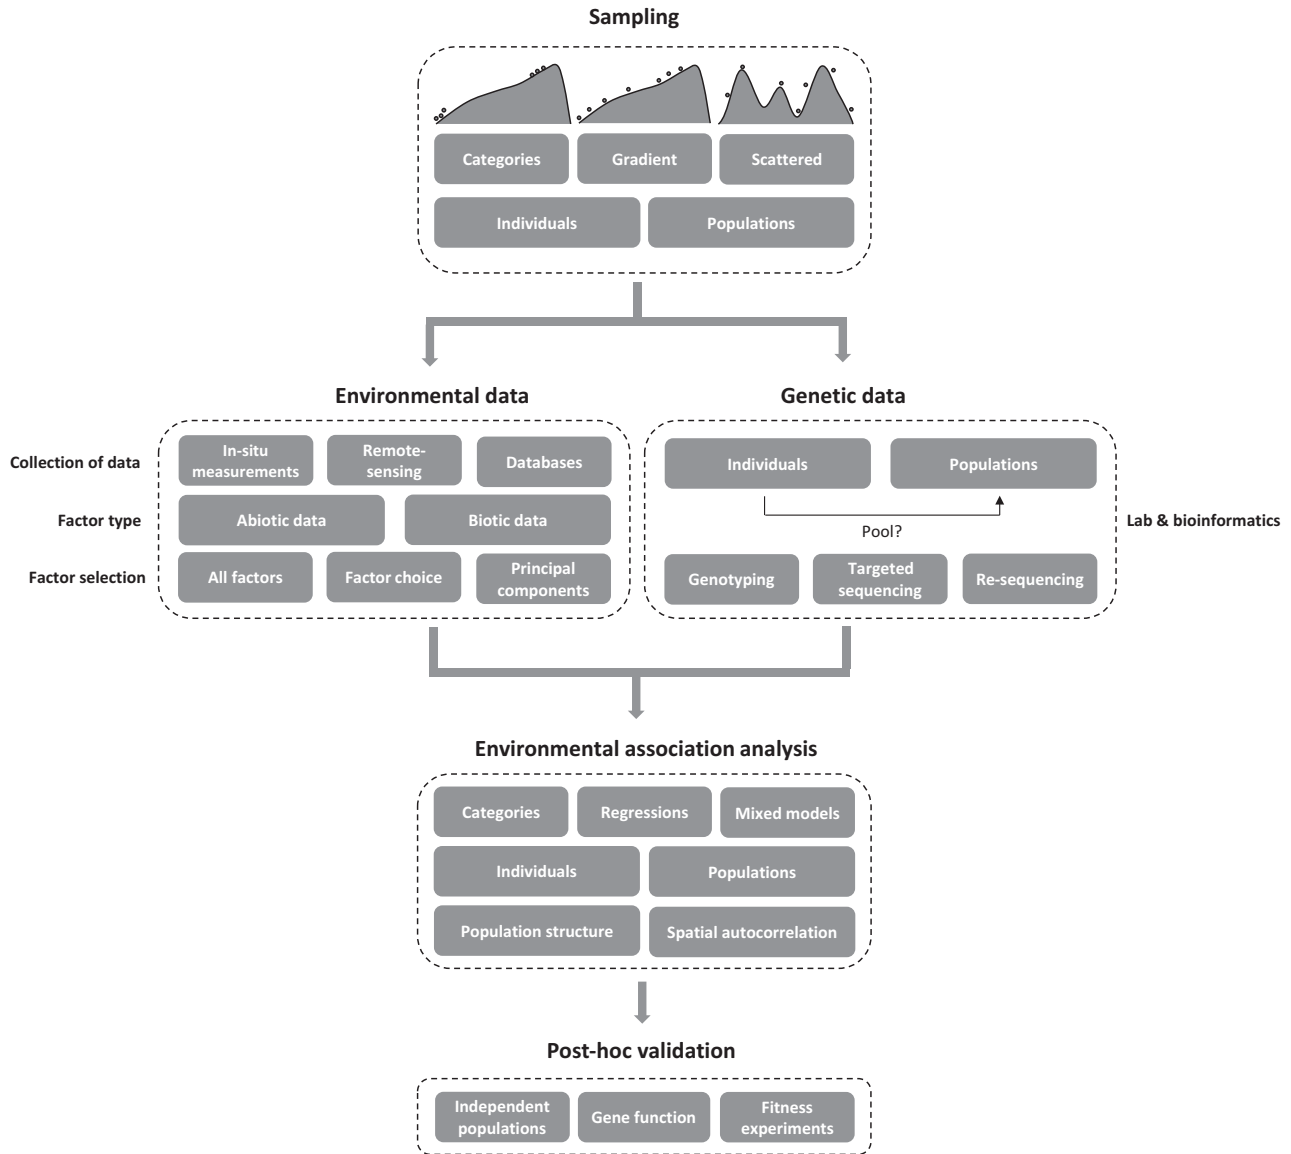 Sampling
Categories
Gradient
Scattered
Individuals
Populations
Environmental data
Genetic data
Collection of data
In-situ
measurements
Remote-
sensing
Databases
Individuals
Populations
Factor type
Abiotic data
Biotic data
Pool?
Lab & bioinformatics
Factor selection
All factors
Factor choice
Principal
components
Genotyping
Targeted
sequencing
Re-sequencing
Environmental association analysis
Categories
Regressions
Mixed models
Individuals
Populations
Population structure
Spatial autocorrelation
Post-hoc validation
Independent
populations
Gene function
Fitness
experiments